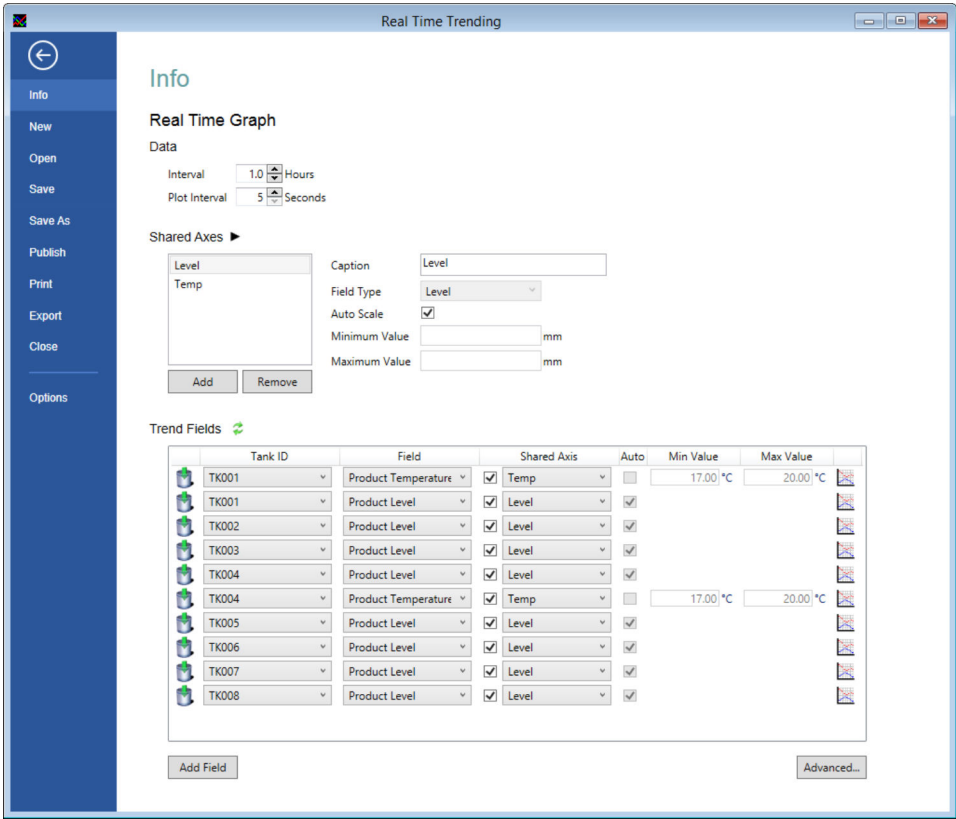 Real Time Trending
Info
New
Open
Save
Save As
Publish
Print
Export
Close
Options
Info
Real Time Graph
Data
Interval 1.0 Hours
Plot Interval 5 Seconds
Shared Axes
Level
Temp
Add Remove
Caption Level
Field Type Level
Auto Scale
Minimum Value mm
Maximum Value mm
Trend Fields
Tank ID Field Shared Axis Auto Min Value Max Value
TK001 Product Temperature Temp 17.00 °C 20.00 °C
TK001 Product Level Level
TK002 Product Level Level
TK003 Product Level Level
TK004 Product Level Level
TK004 Product Temperature Temp 17.00 °C 20.00 °C
TK005 Product Level Level
TK006 Product Level Level
TK007 Product Level Level
TK008 Product Level Level
Add Field Advanced...